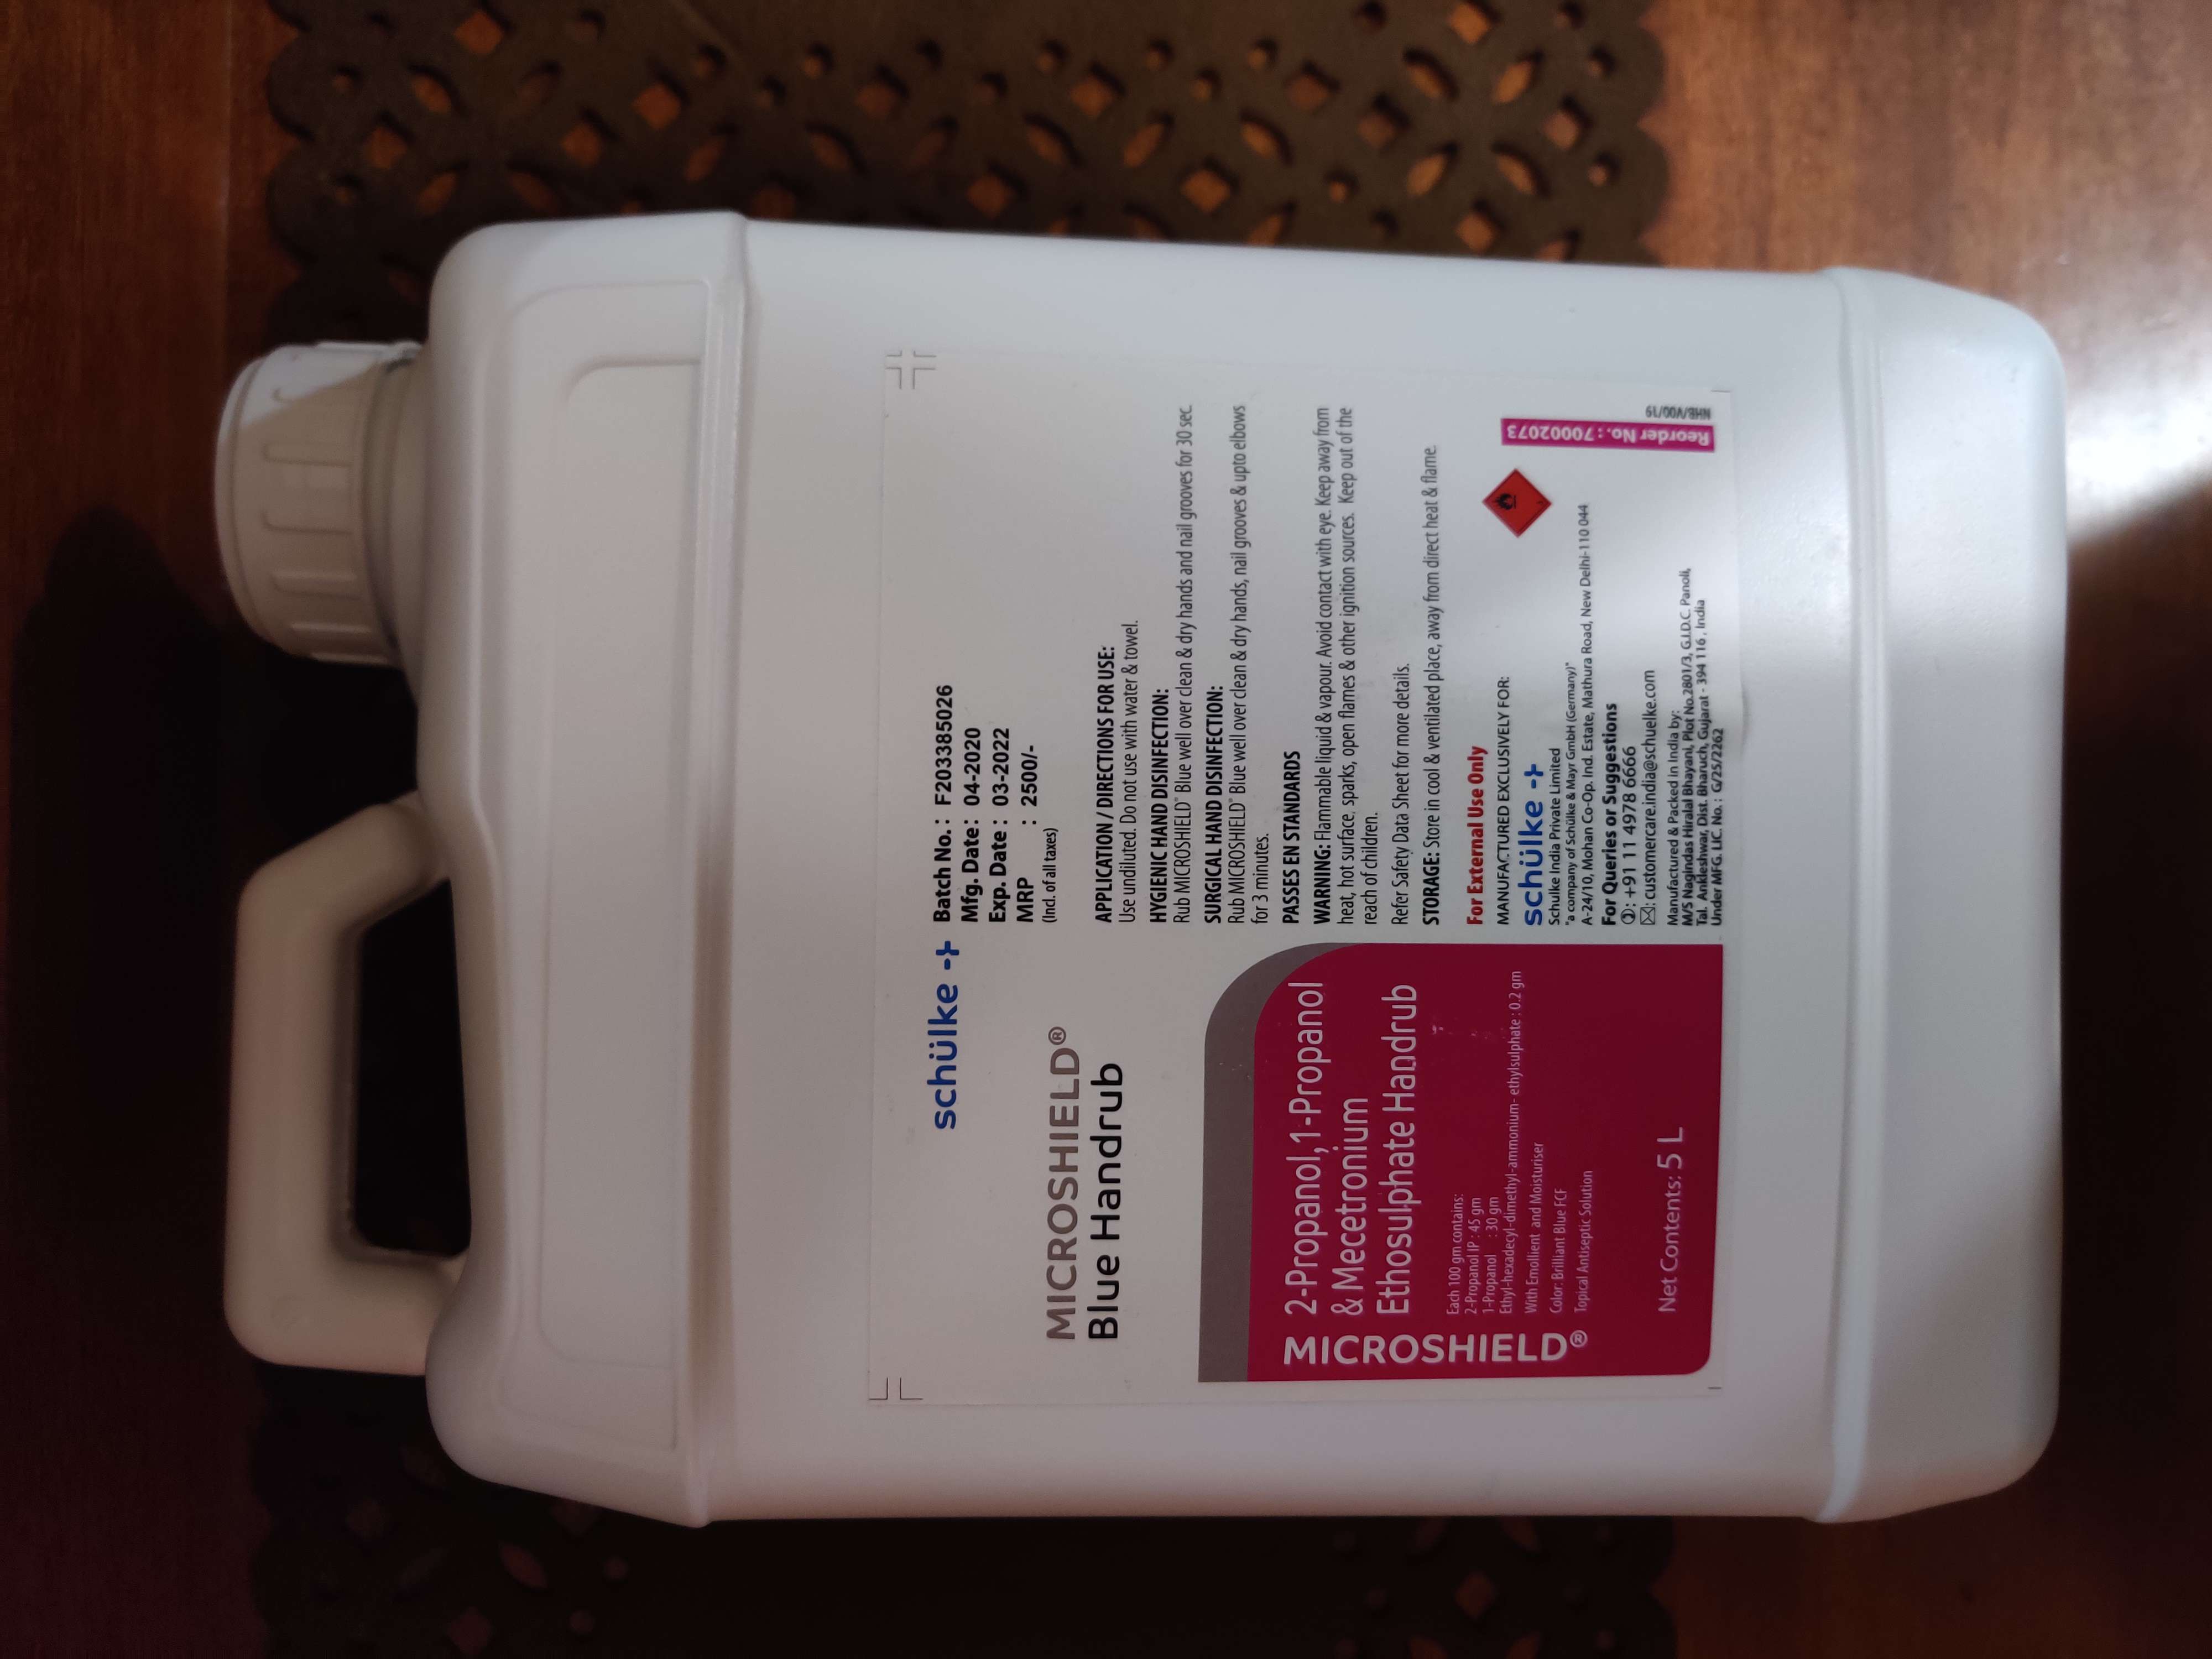 schülke -+
MICROSHIELD®
Blue Handrub
MICROSHIELD®
2-Propanol, 1-Propanol
& Mecetronium
Ethosulphate Handrub
Each 100 gm contains:
2-Propanol IP : 45 gm
1-Propanol : 30 gm
Ethyl-hexadecyl-dimethyl-ammonium- ethylsulphate : 0.2 gm
With Emollient and Moisturiser
Color: Brilliant Blue FCF
Topical Antiseptic Solution
Net Contents: 5 L
Batch No. : F203385026
Mfg. Date : 04-2020
Exp. Date : 03-2022
MRP : 2500/-
(Incl. of all taxes)
APPLICATION / DIRECTIONS FOR USE:
Use undiluted. Do not use with water & towel.
HYGIENIC HAND DISINFECTION:
Rub MICROSHIELD™ Blue well over clean & dry hands and nail grooves for 30 sec.
SURGICAL HAND DISINFECTION:
Rub MICROSHIELD™ Blue well over clean & dry hands, nail grooves & upto elbows
for 3 minutes.
PASSES EN STANDARDS
WARNING: Flammable liquid & vapour. Avoid contact with eye. Keep away from
heat, hot surface, sparks, open flames & other ignition sources. Keep out of the
reach of children.
Refer Safety Data Sheet for more details.
STORAGE: Store in cool & ventilated place, away from direct heat & flame.
For External Use Only
MANUFACTURED EXCLUSIVELY FOR:
schülke -+
Schulke India Private Limited
"a company of Schülke & Mayr GmbH (Germany)"
A-24/10, Mohan Co-Op. Ind. Estate, Mathura Road, New Delhi-110 044
For Queries or Suggestions
: +91 11 4978 6666
: customercare.india@schuelke.com
Manufactured & Packed in India by:
M/S Nagindas Hiralal Bhayani, Plot No.2801/3, G.I.D.C. Panoli,
Tal. Ankleshwar, Dist. Bharuch, Gujarat - 394 116 , India
Under MFG. LIC. No. : G/25/2262
Reorder No. : 70002073
NHB/V00/19